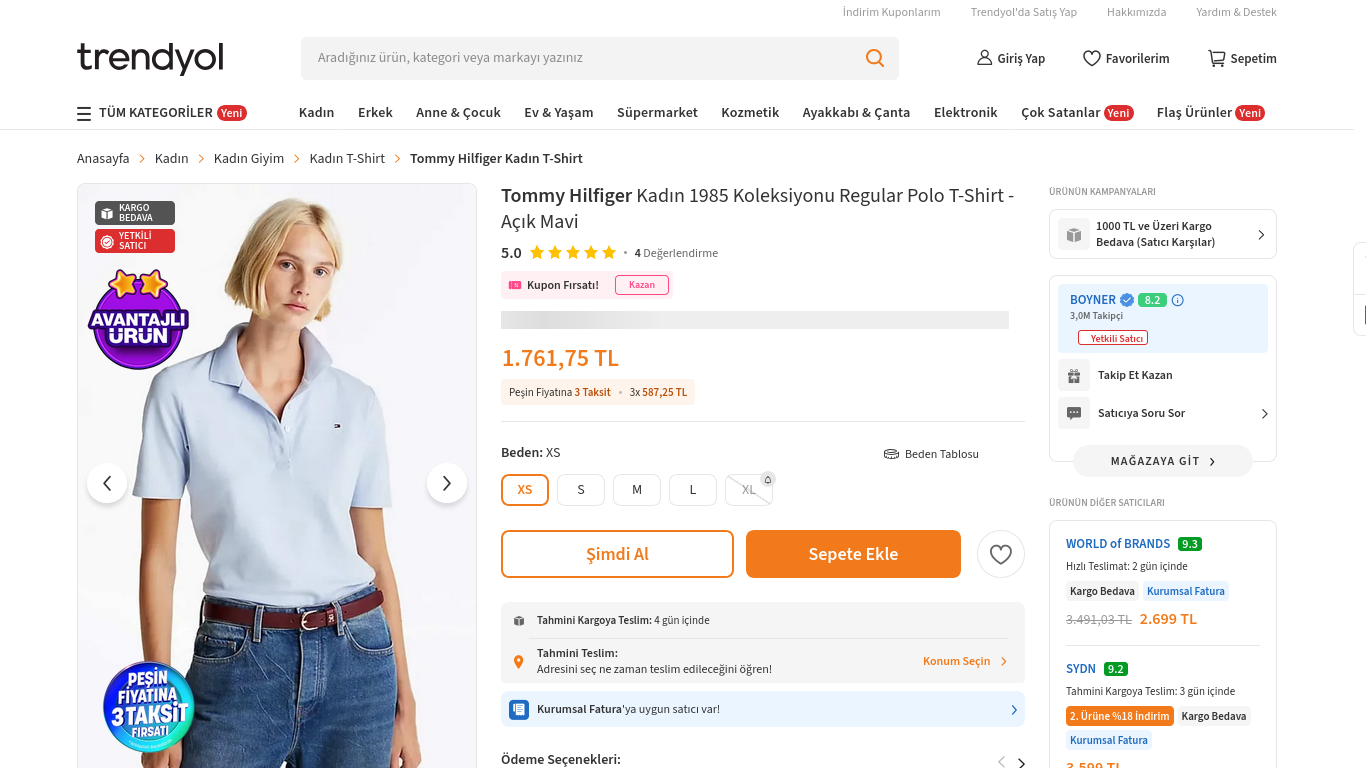 İndirim Kuponlarım
Trendyol'da Satış Yap
Hakkımızda
Yardım & Destek
trendyol
Aradığınız ürün, kategori veya markayı yazınız
Giriş Yap
Favorilerim
Sepetim
TÜM KATEGORİLER Yeni
Kadın
Erkek
Anne & Çocuk
Ev & Yaşam
Süpermarket
Kozmetik
Ayakkabı & Çanta
Elektronik
Çok Satanlar Yeni
Flaş Ürünler Yeni
Anasayfa
Kadın
Kadın Giyim
Kadın T-Shirt
Tommy Hilfiger Kadın T-Shirt
KARGO
BEDAVA
YETKİLİ
SATICI
AVANTAJLI
ÜRÜN
PEŞİN
FİYATINA
3 TAKSİT
FIRSATI
Tommy Hilfiger Kadın 1985 Koleksiyonu Regular Polo T-Shirt -
Açık Mavi
5.0
• 4 Değerlendirme
Kupon Fırsatı!
Kazan
1.761,75 TL
Peşin Fiyatına 3 Taksit • 3x 587,25 TL
Beden: XS
Beden Tablosu
XS
S
M
L
XL
Şimdi Al
Sepete Ekle
Tahmini Kargoya Teslim: 4 gün içinde
Tahmini Teslim:
Adresini seç ne zaman teslim edileceğini öğren!
Konum Seçin
Kurumsal Fatura'ya uygun satıcı var!
Ödeme Seçenekleri:
ÜRÜNÜN KAMPANYALARI
1000 TL ve Üzeri Kargo
Bedava (Satıcı Karşılar)
BOYNER 8.2
3,0M Takipçi
Yetkili Satıcı
Takip Et Kazan
Satıcıya Soru Sor
MAĞAZAYA GİT
ÜRÜNÜN DİĞER SATICILARI
WORLD of BRANDS 9.3
Hızlı Teslimat: 2 gün içinde
Kargo Bedava
Kurumsal Fatura
3.491,03 TL 2.699 TL
SYDN 9.2
Tahmini Kargoya Teslim: 3 gün içinde
2. Ürüne %18 İndirim
Kargo Bedava
Kurumsal Fatura
3.599 TL